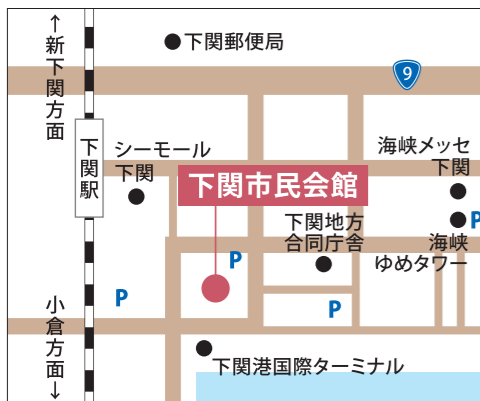 ↑新下関方面
下関郵便局
9
下関駅
シーモール
下関
海峡メッセ
下関
下関市民会館
下関地方
合同庁舎
P
海峡
ゆめタワー
P
P
P
小倉方面↓
下関港国際ターミナル